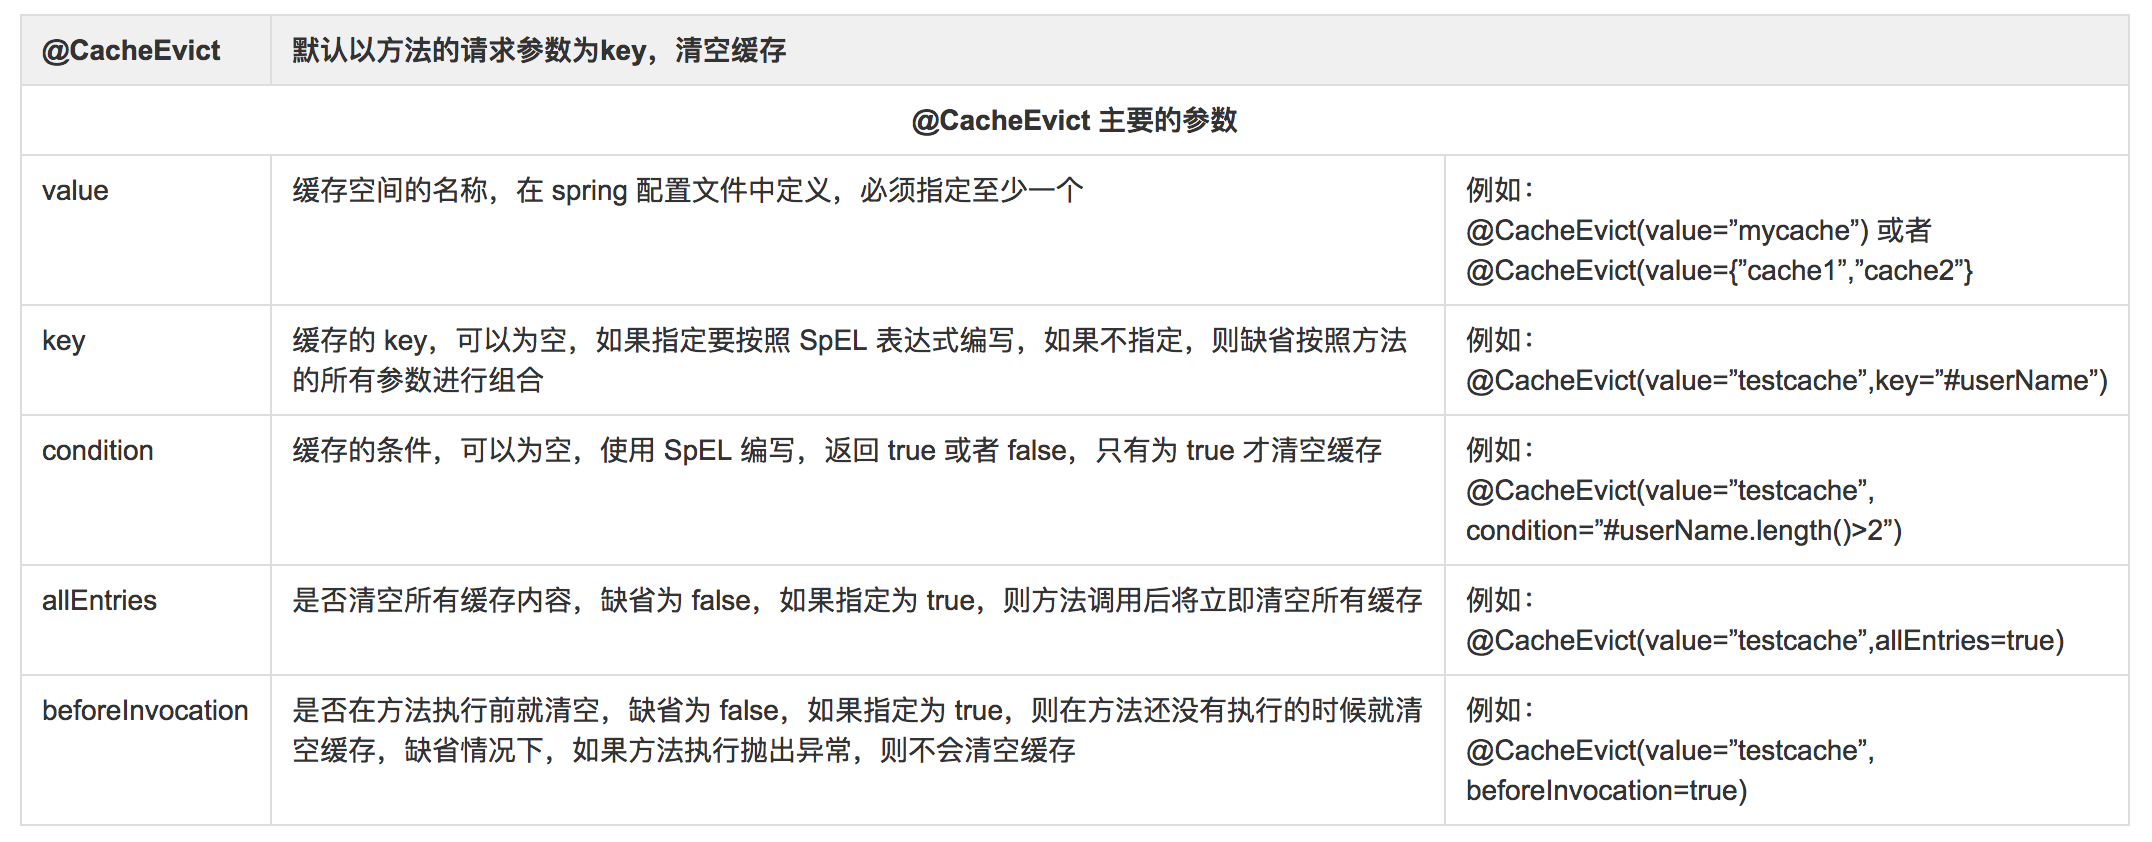 @CacheEvict
默认以方法的请求参数为key，清空缓存
@CacheEvict 主要的参数
value
缓存空间的名称，在 spring 配置文件中定义，必须指定至少一个
例如：
@CacheEvict(value=”mycache”) 或者
@CacheEvict(value={”cache1”,”cache2”}
key
缓存的 key，可以为空，如果指定要按照 SpEL 表达式编写，如果不指定，则缺省按照方法
的所有参数进行组合
例如：
@CacheEvict(value=”testcache”,key=”#userName”)
condition
缓存的条件，可以为空，使用 SpEL 编写，返回 true 或者 false，只有为 true 才清空缓存
例如：
@CacheEvict(value=”testcache”,
condition=”#userName.length()>2”)
allEntries
是否清空所有缓存内容，缺省为 false，如果指定为 true，则方法调用后将立即清空所有缓存
例如：
@CacheEvict(value=”testcache”,allEntries=true)
beforeInvocation
是否在方法执行前就清空，缺省为 false，如果指定为 true，则在方法还没有执行的时候就清
空缓存，缺省情况下，如果方法执行抛出异常，则不会清空缓存
例如：
@CacheEvict(value=”testcache”,
beforeInvocation=true)